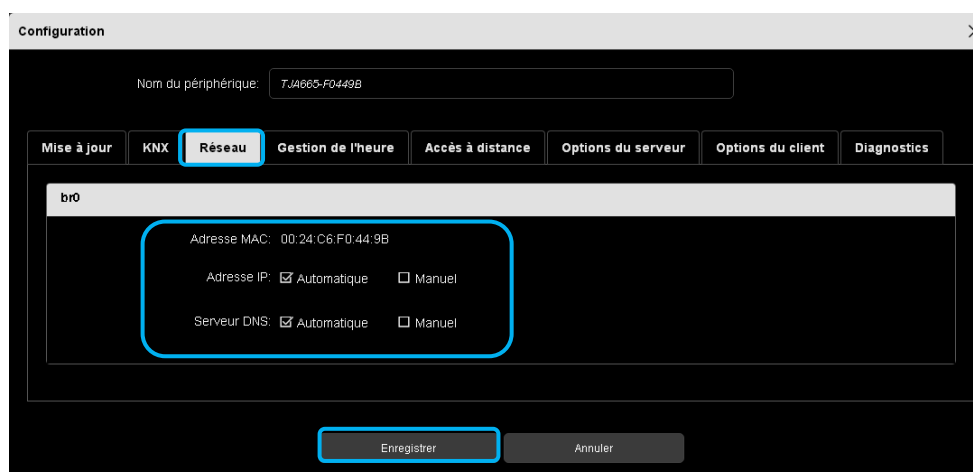 Configuration
Nom du périphérique: TJA665-F0449B
Mise à jour KNX Réseau Gestion de l'heure Accès à distance Options du serveur Options du client Diagnostics
br0
Adresse MAC: 00:24:C6:F0:44:9B
Adresse IP: Automatique Manuel
Serveur DNS: Automatique Manuel
Enregistrer Annuler